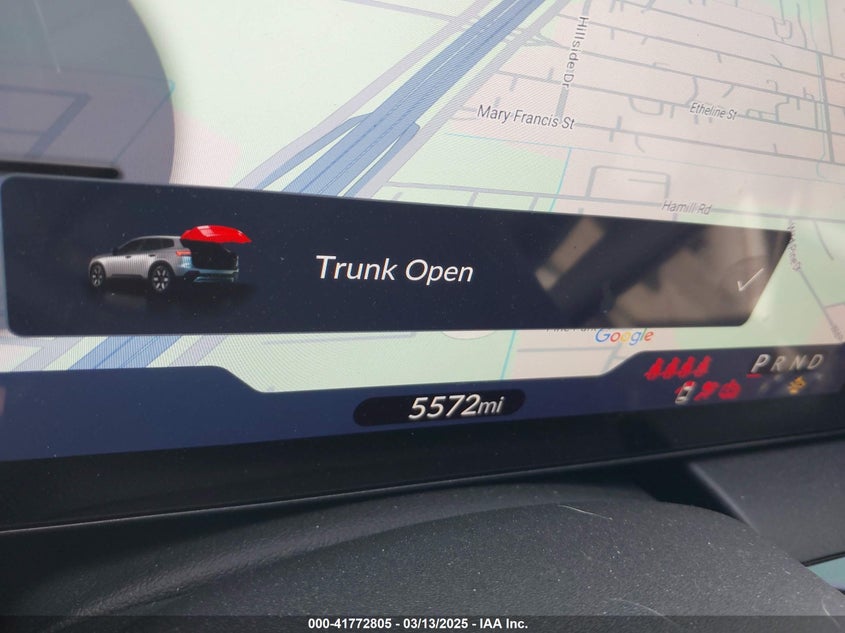 Hillside Dr
Mary Francis St
Etheline St
Hamill Rd
Trunk Open
Google
5572mi
P R N D
000-41772805 - 03/13/2025 - IAA Inc.